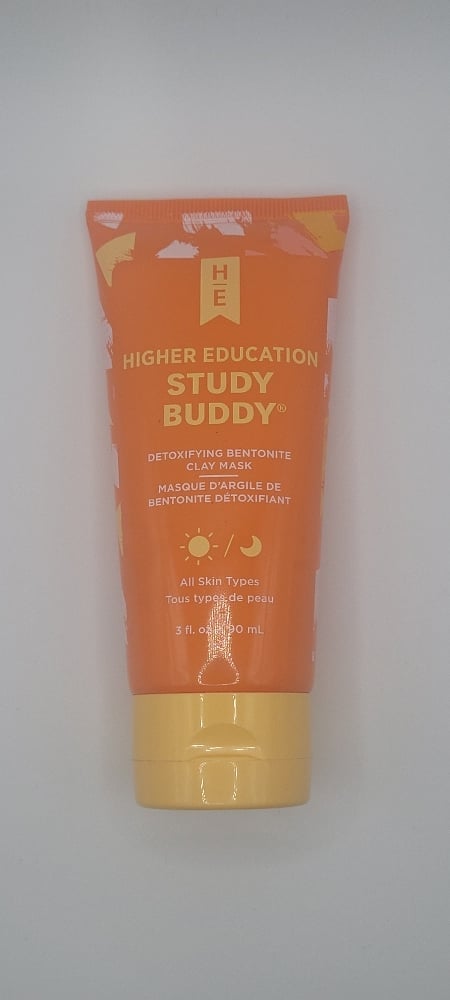 H
E
HIGHER EDUCATION
STUDY
BUDDY®
DETOXIFYING BENTONITE
CLAY MASK
MASQUE D'ARGILE DE
BENTONITE DÉTOXIFIANT
/
All Skin Types
Tous types de peau
3 fl. oz 90 mL